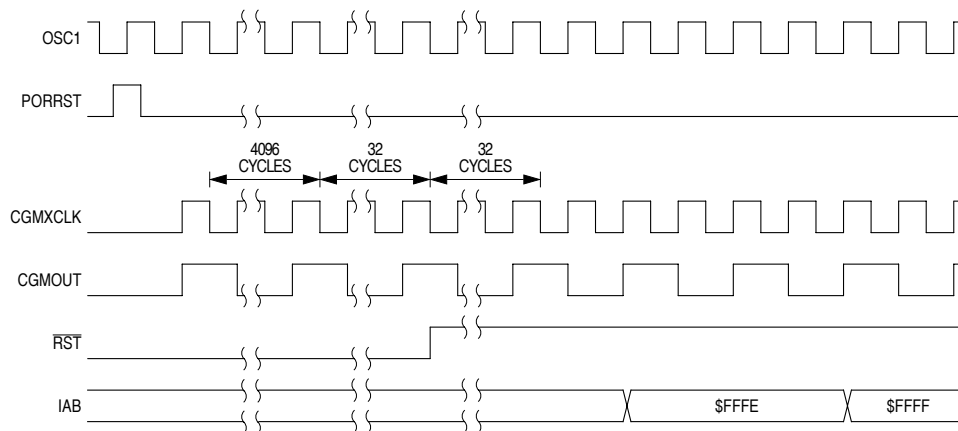 OSC1
PORRST
4096
CYCLES
32
CYCLES
32
CYCLES
CGMXCLK
CGMOUT
RST
IAB
$FFFE
$FFFF